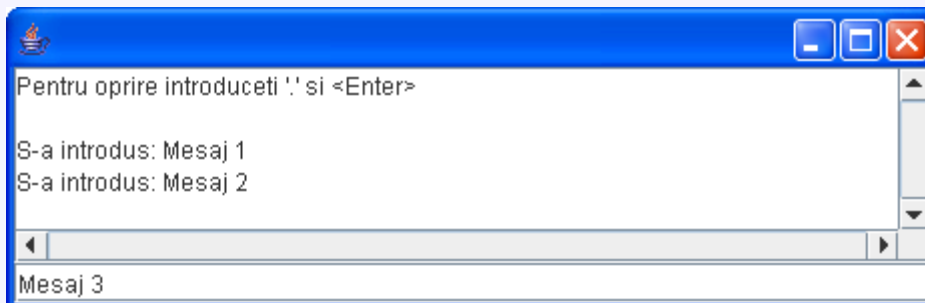 Pentru oprire introduceti '.' si <Enter>
S-a introdus: Mesaj 1
S-a introdus: Mesaj 2
Mesaj 3